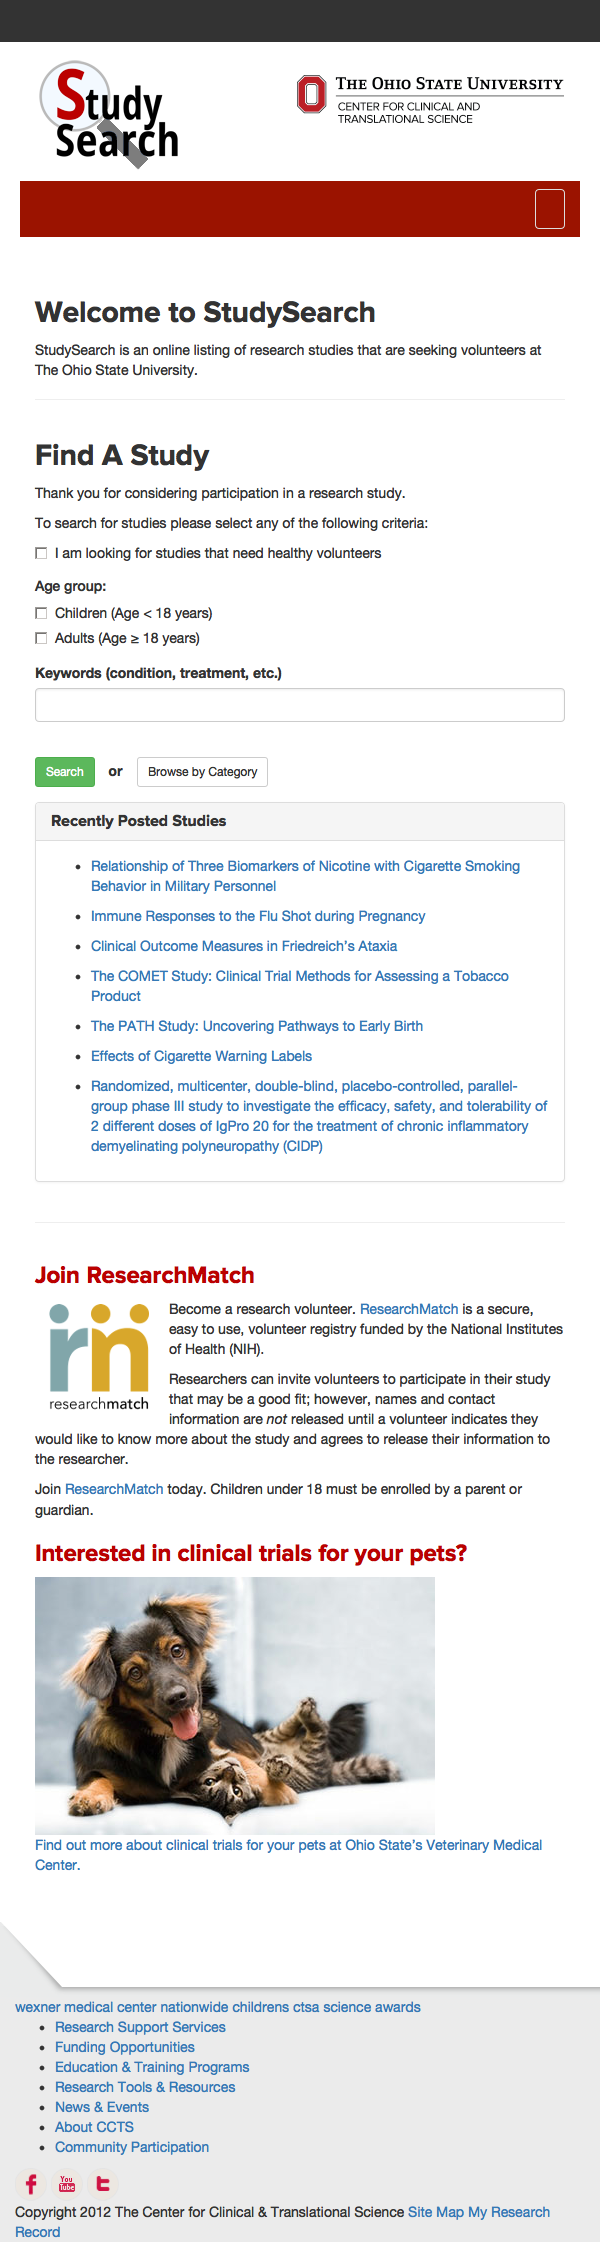 Study
Search
THE OHIO STATE UNIVERSITY
CENTER FOR CLINICAL AND
TRANSLATIONAL SCIENCE
Welcome to StudySearch
StudySearch is an online listing of research studies that are seeking volunteers at
The Ohio State University.
Find A Study
Thank you for considering participation in a research study.
To search for studies please select any of the following criteria:
I am looking for studies that need healthy volunteers
Age group:
Children (Age < 18 years)
Adults (Age ≥ 18 years)
Keywords (condition, treatment, etc.)
Search or Browse by Category
Recently Posted Studies
• Relationship of Three Biomarkers of Nicotine with Cigarette Smoking
Behavior in Military Personnel
• Immune Responses to the Flu Shot during Pregnancy
• Clinical Outcome Measures in Friedreich's Ataxia
• The COMET Study: Clinical Trial Methods for Assessing a Tobacco
Product
• The PATH Study: Uncovering Pathways to Early Birth
• Effects of Cigarette Warning Labels
• Randomized, multicenter, double-blind, placebo-controlled, parallel-
group phase III study to investigate the efficacy, safety, and tolerability of
2 different doses of IgPro 20 for the treatment of chronic inflammatory
demyelinating polyneuropathy (CIDP)
Join ResearchMatch
rm
researchmatch
Become a research volunteer. ResearchMatch is a secure,
easy to use, volunteer registry funded by the National Institutes
of Health (NIH).
Researchers can invite volunteers to participate in their study
that may be a good fit; however, names and contact
information are not released until a volunteer indicates they
would like to know more about the study and agrees to release their information to
the researcher.
Join ResearchMatch today. Children under 18 must be enrolled by a parent or
guardian.
Interested in clinical trials for your pets?
Find out more about clinical trials for your pets at Ohio State's Veterinary Medical
Center.
wexner medical center nationwide childrens ctsa science awards
• Research Support Services
• Funding Opportunities
• Education & Training Programs
• Research Tools & Resources
• News & Events
• About CCTS
• Community Participation
f You Tube t
Copyright 2012 The Center for Clinical & Translational Science Site Map My Research
Record